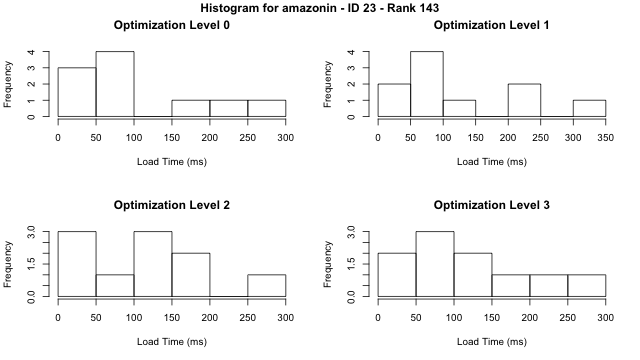 Histogram for amazonin - ID 23 - Rank 143
Optimization Level 0
Frequency
0 1 2 3 4
0 50 100 150 200 250 300
Load Time (ms)
Optimization Level 1
Frequency
0 1 2 3 4
0 50 100 150 200 250 300 350
Load Time (ms)
Optimization Level 2
Frequency
0.0 1.5 3.0
0 50 100 150 200 250 300
Load Time (ms)
Optimization Level 3
Frequency
0.0 1.5 3.0
0 50 100 150 200 250 300
Load Time (ms)